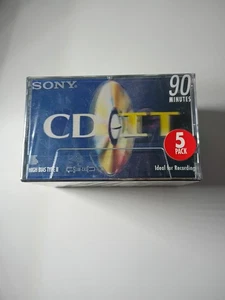 SONY
90
MINUTES
CD IT
5
PACK
HIGH BIAS TYPE II
Ideal for Recording